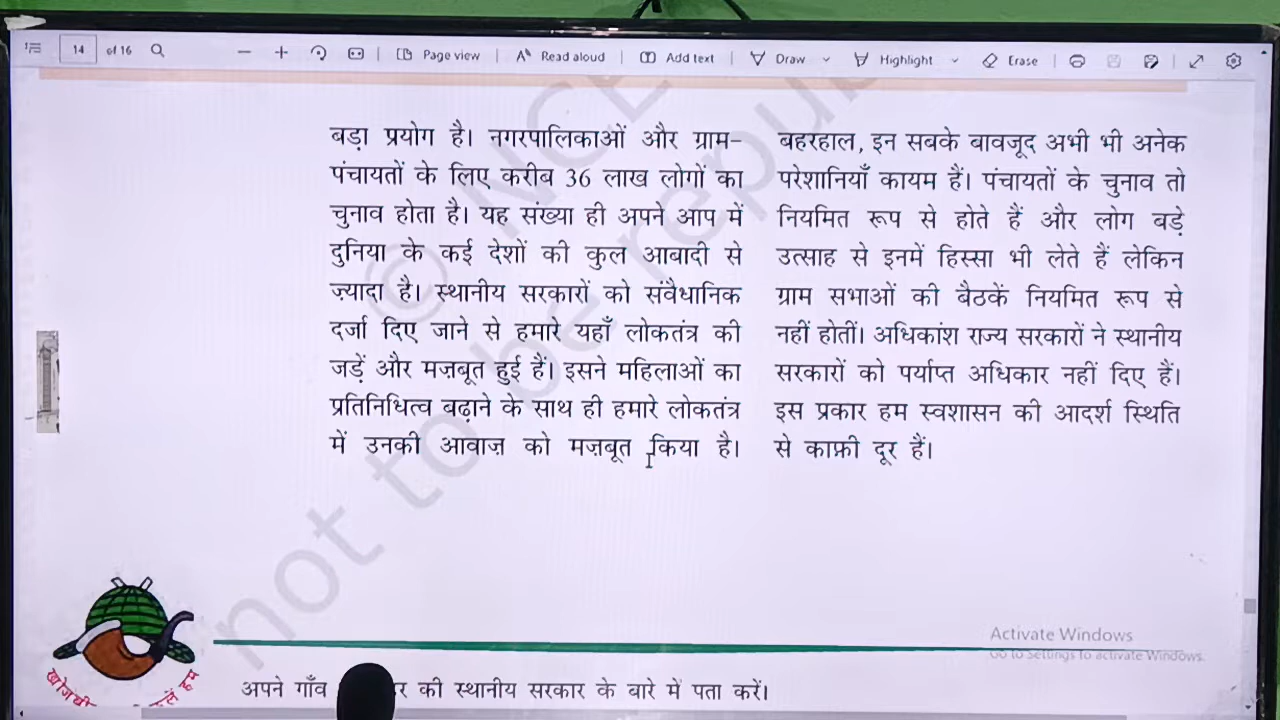 14 of 16 Page view Read aloud Add text Draw Highlight Erase
बड़ा प्रयोग है। नगरपालिकाओं और ग्राम-
पंचायतों के लिए करीब 36 लाख लोगों का
चुनाव होता है। यह संख्या ही अपने आप में
दुनिया के कई देशों की कुल आबादी से
ज़्यादा है। स्थानीय सरकारों को संवैधानिक
दर्जा दिए जाने से हमारे यहाँ लोकतंत्र की
जड़ें और मज़बूत हुई हैं। इसने महिलाओं का
प्रतिनिधित्व बढ़ाने के साथ ही हमारे लोकतंत्र
में उनकी आवाज़ को मज़बूत किया है।
बहरहाल, इन सबके बावजूद अभी भी अनेक
परेशानियाँ कायम हैं। पंचायतों के चुनाव तो
नियमित रूप से होते हैं और लोग बड़े
उत्साह से इनमें हिस्सा भी लेते हैं लेकिन
ग्राम सभाओं की बैठकें नियमित रूप से
नहीं होतीं। अधिकांश राज्य सरकारों ने स्थानीय
सरकारों को पर्याप्त अधिकार नहीं दिए हैं।
इस प्रकार हम स्वशासन की आदर्श स्थिति
से काफ़ी दूर हैं।
not to be repub
Activate Windows
Go to Settings to activate Windows.
अपने गाँव की स्थानीय सरकार के बारे में पता करें।